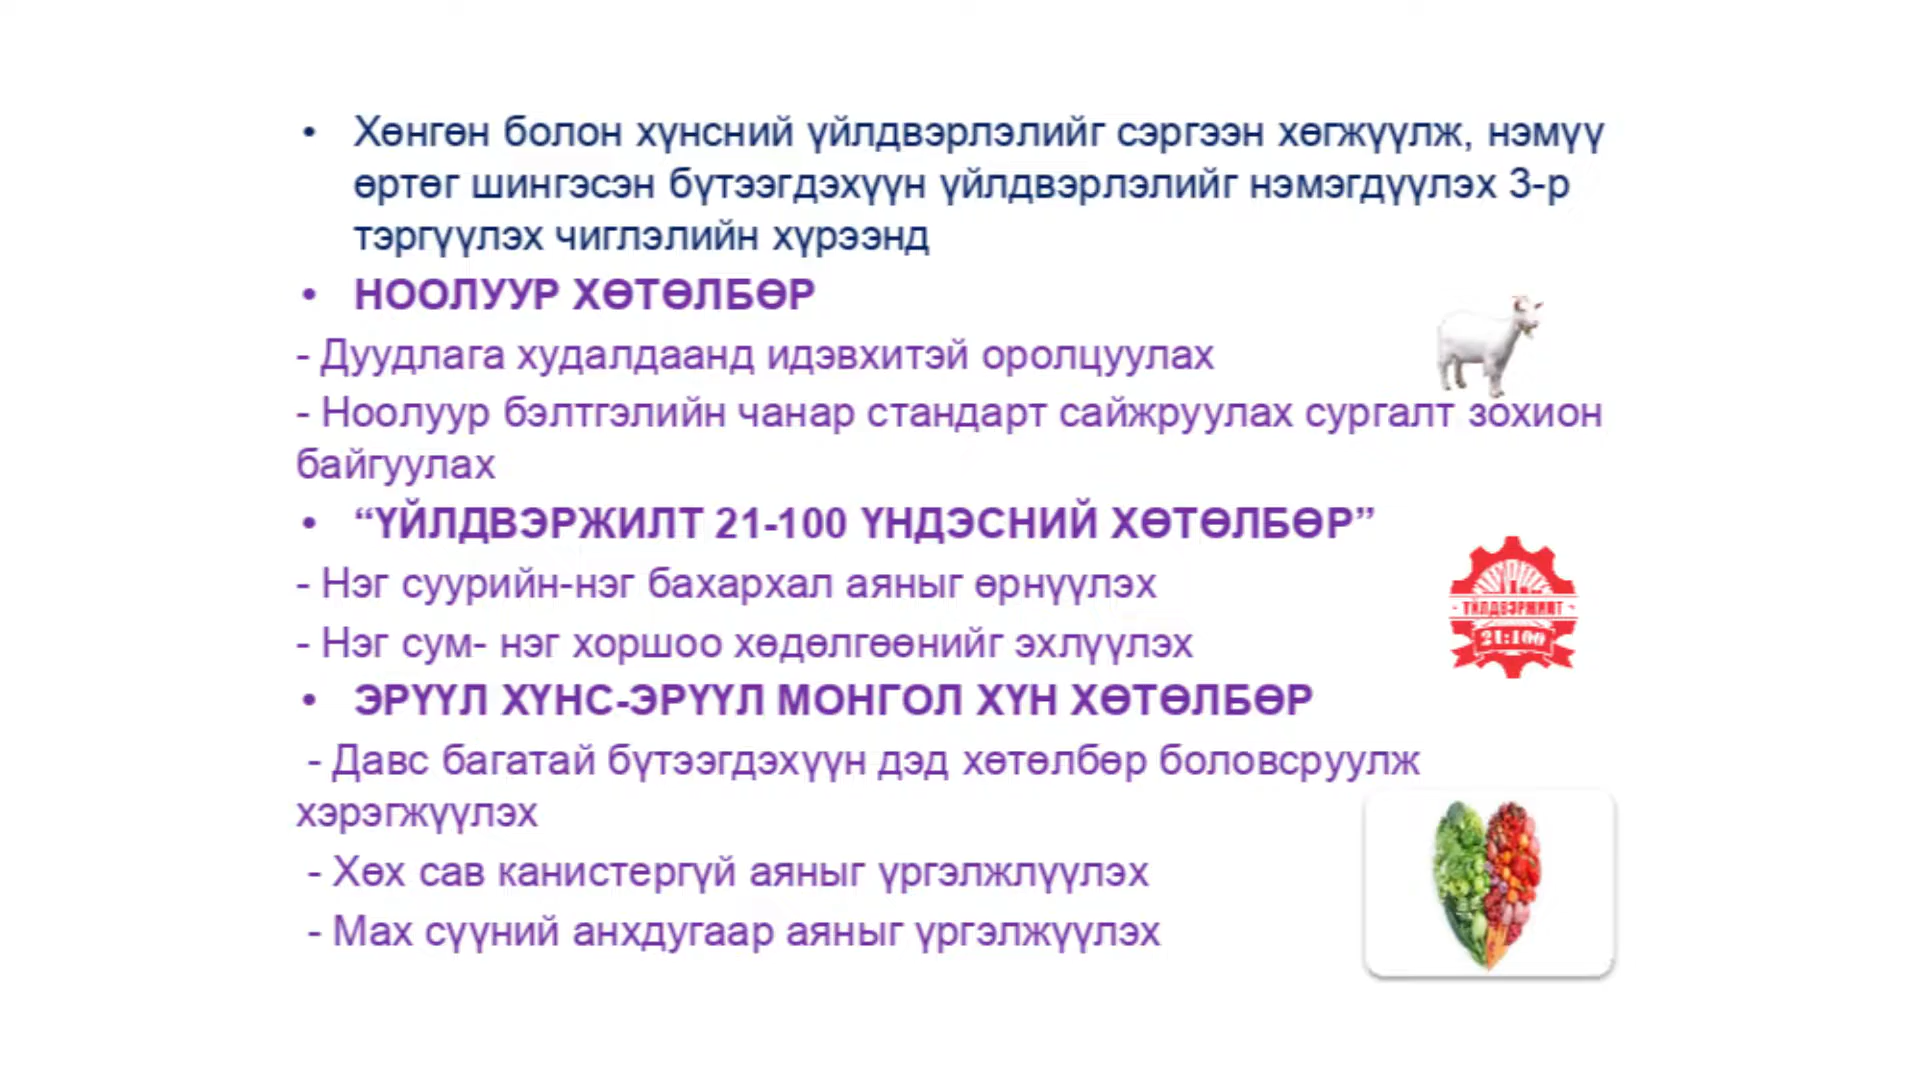 • Хөнгөн болон хүнсний үйлдвэрлэлийг сэргээн хөгжүүлж, нэмүү
өртөг шингэсэн бүтээгдэхүүн үйлдвэрлэлийг нэмэгдүүлэх 3-р
тэргүүлэх чиглэлийн хүрээнд
• НООЛУУР ХӨТӨЛБӨР
- Дуудлага худалдаанд идэвхитэй оролцуулах
- Ноолуур бэлтгэлийн чанар стандарт сайжруулах сургалт зохион
байгуулах
• “ҮЙЛДВЭРЖИЛТ 21-100 ҮНДЭСНИЙ ХӨТӨЛБӨР”
- Нэг суурийн-нэг бахархал аяныг өрнүүлэх
· ҮЙЛДВЭРЖИЛТ ·
21:100
- Нэг сум- нэг хоршоо хөдөлгөөнийг эхлүүлэх
• ЭРҮҮЛ ХҮНС-ЭРҮҮЛ МОНГОЛ ХҮН ХӨТӨЛБӨР
- Давс багатай бүтээгдэхүүн дэд хөтөлбөр боловсруулж
хэрэгжүүлэх
- Хөх сав канистергүй аяныг үргэлжлүүлэх
- Мах сүүний анхдугаар аяныг үргэлжүүлэх